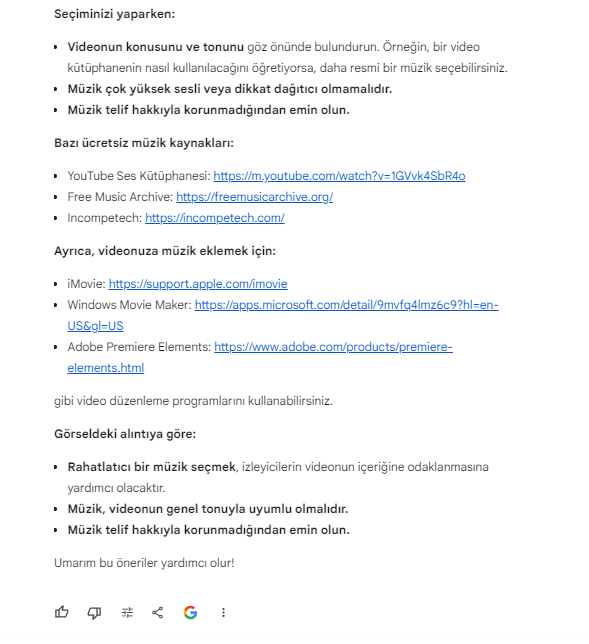 Seçiminizi yaparken:
• Videonun konusunu ve tonunu göz önünde bulundurun. Örneğin, bir video
kütüphanenin nasıl kullanılacağını öğretiyorsa, daha resmi bir müzik seçebilirsiniz.
• Müzik çok yüksek sesli veya dikkat dağıtıcı olmamalıdır.
• Müzik telif hakkıyla korunmadığından emin olun.
Bazı ücretsiz müzik kaynakları:
• YouTube Ses Kütüphanesi: https://m.youtube.com/watch?v=1GVvk4SbR4o
• Free Music Archive: https://freemusicarchive.org/
• Incompetech: https://incompetech.com/
Ayrıca, videonuza müzik eklemek için:
• iMovie: https://support.apple.com/imovie
• Windows Movie Maker: https://apps.microsoft.com/detail/9mvfq4lmz6c9?hl=en-
US&gl=US
• Adobe Premiere Elements: https://www.adobe.com/products/premiere-
elements.html
gibi video düzenleme programlarını kullanabilirsiniz.
Görseldeki alıntıya göre:
• Rahatlatıcı bir müzik seçmek, izleyicilerin videonun içeriğine odaklanmasına
yardımcı olacaktır.
• Müzik, videonun genel tonuyla uyumlu olmalıdır.
• Müzik telif hakkıyla korunmadığından emin olun.
Umarım bu öneriler yardımcı olur!